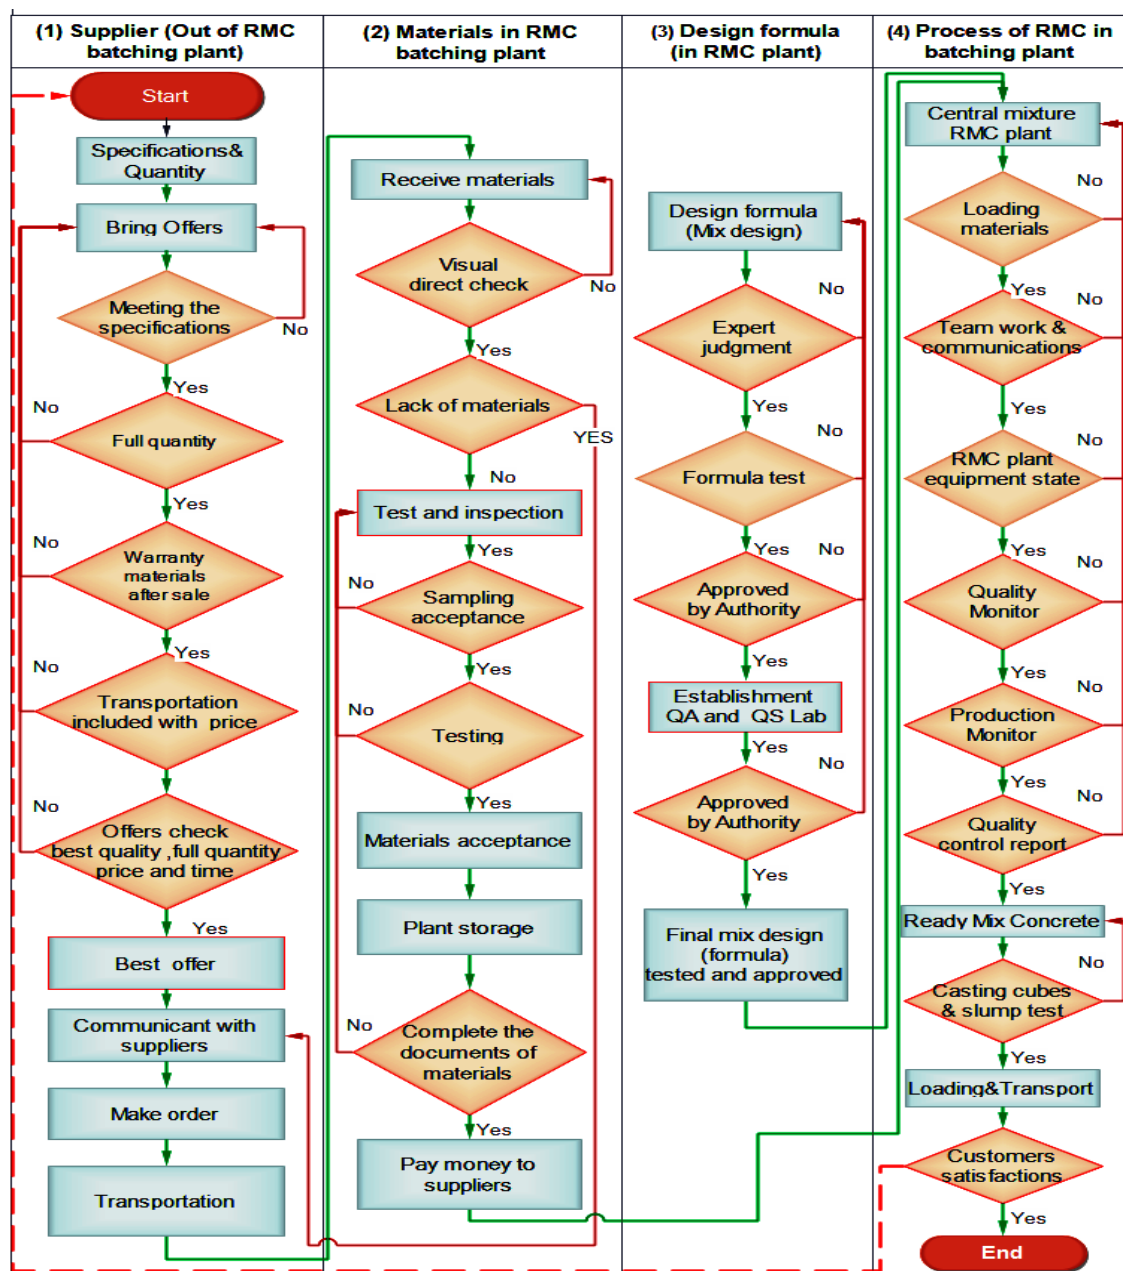 (1) Supplier (Out of RMC
batching plant)
Start
Specifications&
Quantity
Bring Offers
Meeting the
specifications
No
Yes
No
Full quantity
Yes
No
Warranty
materials
after sale
Yes
No
Transportation
included with price
No
Offers check
best quality ,full quantity
price and time
Yes
Best offer
Communicant with
suppliers
Make order
Transportation
(2) Materials in RMC
batching plant
Receive materials
Visual
direct check
No
Yes
Lack of materials
YES
No
Test and inspection
Yes
No
Sampling
acceptance
Yes
No
Testing
Yes
Materials acceptance
Plant storage
No
Complete the
documents of
materials
Yes
Pay money to
suppliers
(3) Design formula
(in RMC plant)
Design formula
(Mix design)
No
Expert
judgment
Yes
No
Formula test
Yes
No
Approved
by Authority
Yes
Establishment
QA and QS Lab
Yes
No
Approved
by Authority
Yes
Final mix design
(formula)
tested and approved
(4) Process of RMC in
batching plant
Central mixture
RMC plant
No
Loading
materials
Yes
No
Team work &
communications
Yes
No
RMC plant
equipment state
Yes
No
Quality
Monitor
Yes
No
Production
Monitor
Yes
No
Quality
control report
Yes
Ready Mix Concrete
No
Casting cubes
& slump test
Yes
Loading&Transport
Customers
satisfactions
Yes
End